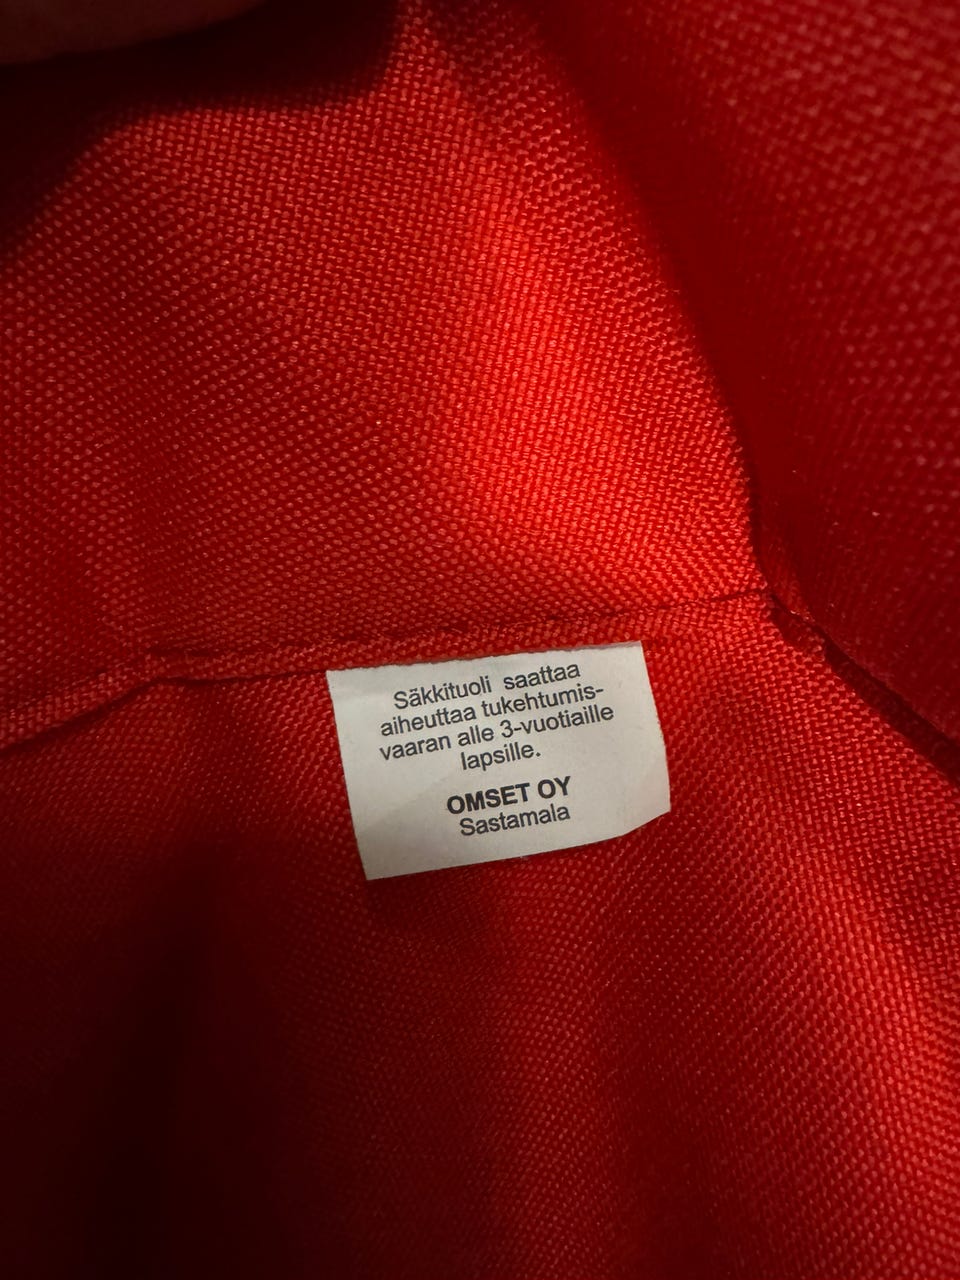 Säkkituoli saattaa
aiheuttaa tukehtumis-
vaaran alle 3-vuotiaille
lapsille.
OMSET OY
Sastamala